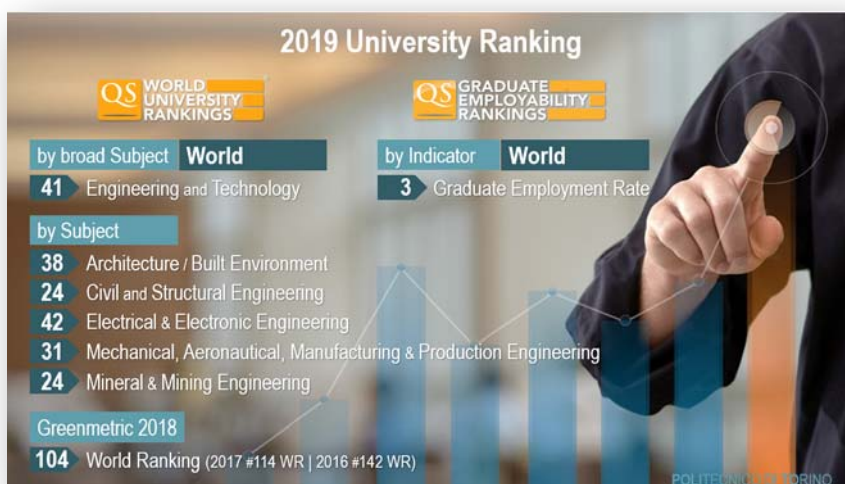 2019 University Ranking
QS WORLD
UNIVERSITY
RANKINGS
by broad Subject World
41 Engineering and Technology
by Subject
38 Architecture / Built Environment
24 Civil and Structural Engineering
42 Electrical & Electronic Engineering
31 Mechanical, Aeronautical, Manufacturing & Production Engineering
24 Mineral & Mining Engineering
Greenmetric 2018
104 World Ranking (2017 #114 WR | 2016 #142 WR)
QS GRADUATE
EMPLOYABILITY
RANKINGS
by Indicator World
3 Graduate Employment Rate
POLITECNICO TORINO